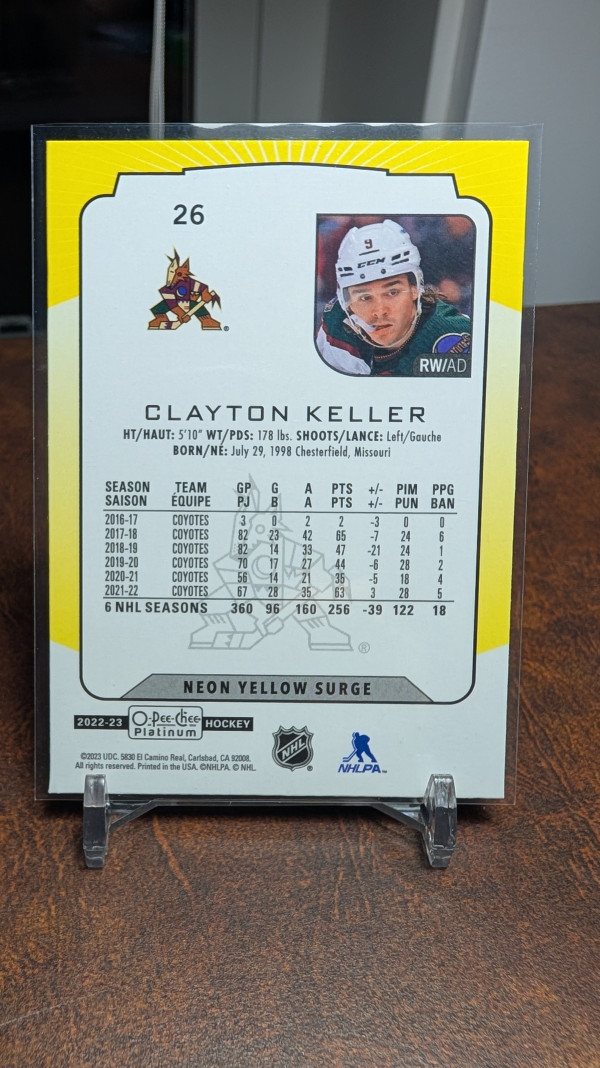 26
9
CCM
RW/AD
CLAYTON KELLER
HT/HAUT: 5'10" WT/PDS: 178 lbs. SHOOTS/LANCE: Left/Gauche
BORN/NÉ: July 29, 1998 Chesterfield, Missouri
SEASON TEAM GP G A PTS +/- PIM PPG
SAISON ÉQUIPE PJ B A PTS +/- PUN BAN
2016-17 COYOTES 3 0 2 2 -3 0 0
2017-18 COYOTES 82 23 42 65 -7 24 6
2018-19 COYOTES 82 14 33 47 -21 24 1
2019-20 COYOTES 70 17 27 44 -6 28 2
2020-21 COYOTES 56 14 21 35 -5 18 4
2021-22 COYOTES 67 28 35 63 3 28 5
6 NHL SEASONS 360 96 160 256 -39 122 18
®
NEON YELLOW SURGE
2022-23 O-Pee-Chee Platinum HOCKEY
NHL ®
NHLPA™
©2023 UDC. 5830 El Camino Real, Carlsbad, CA 92008.
All rights reserved. Printed in the USA. ©NHLPA. © NHL.